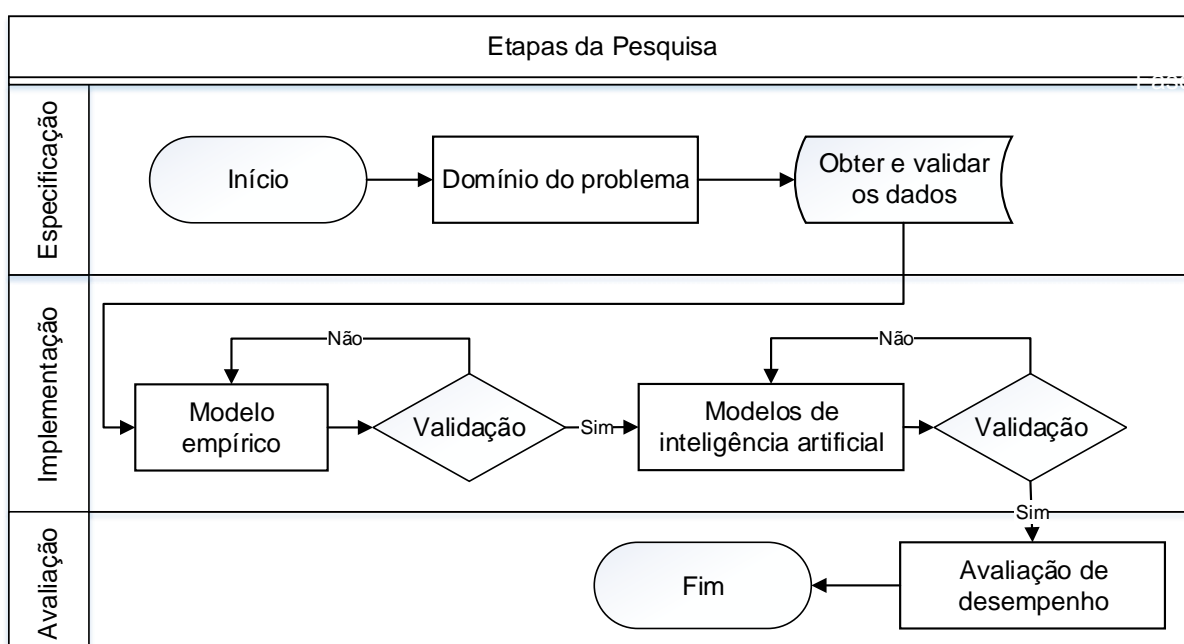 Etapas da Pesquisa
Especificação
Início
Domínio do problema
Obter e validar
os dados
Implementação
Não
Não
Modelo
empírico
Validação
Sim
Modelos de
inteligência artificial
Validação
Sim
Avaliação
Fim
Avaliação de
desempenho